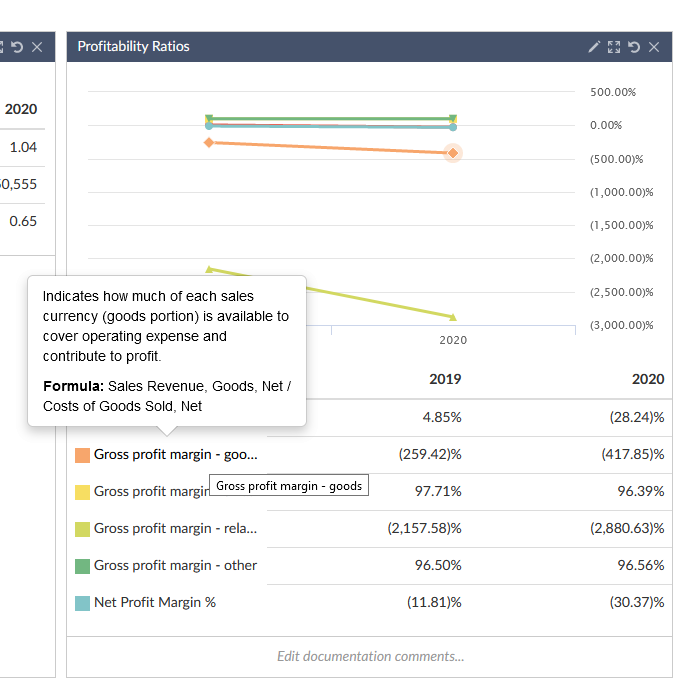 Profitability Ratios
2020
1.04
0.65
500.00%
0.00%
(500.00)%
(1,000.00)%
(1,500.00)%
(2,000.00)%
(2,500.00)%
(3,000.00)%
2020
Indicates how much of each sales
currency (goods portion) is available to
cover operating expense and
contribute to profit.
Formula: Sales Revenue, Goods, Net /
Costs of Goods Sold, Net
2019 2020
4.85% (28.24)%
Gross profit margin - goo... (259.42)% (417.85)%
Gross profit margin - goods
Gross profit margin 97.71% 96.39%
Gross profit margin - rela... (2,157.58)% (2,880.63)%
Gross profit margin - other 96.50% 96.56%
Net Profit Margin % (11.81)% (30.37)%
Edit documentation comments...